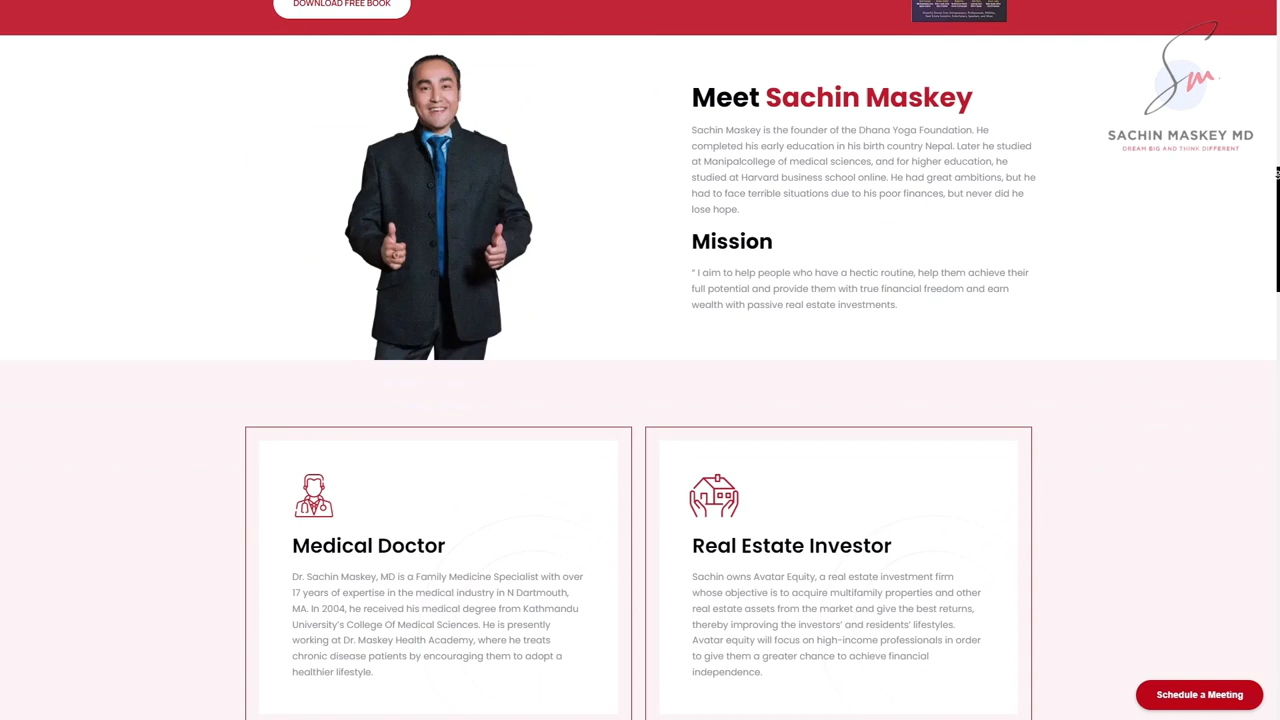 DOWNLOAD FREE BOOK
SACHIN MASKEY MD
DREAM BIG AND THINK DIFFERENT
Meet Sachin Maskey
Sachin Maskey is the founder of the Dhana Yoga Foundation. He
completed his early education in his birth country Nepal. Later he studied
at Manipalcollege of medical sciences, and for higher education, he
studied at Harvard business school online. He had great ambitions, but he
had to face terrible situations due to his poor finances, but never did he
lose hope.
Mission
" I aim to help people who have a hectic routine, help them achieve their
full potential and provide them with true financial freedom and earn
wealth with passive real estate investments.
Medical Doctor
Dr. Sachin Maskey, MD is a Family Medicine Specialist with over
17 years of expertise in the medical industry in N Dartmouth,
MA. In 2004, he received his medical degree from Kathmandu
University's College Of Medical Sciences. He is presently
working at Dr. Maskey Health Academy, where he treats
chronic disease patients by encouraging them to adopt a
healthier lifestyle.
Real Estate Investor
Sachin owns Avatar Equity, a real estate investment firm
whose objective is to acquire multifamily properties and other
real estate assets from the market and give the best returns,
thereby improving the investors' and residents' lifestyles.
Avatar equity will focus on high-income professionals in order
to give them a greater chance to achieve financial
independence.
Schedule a Meeting